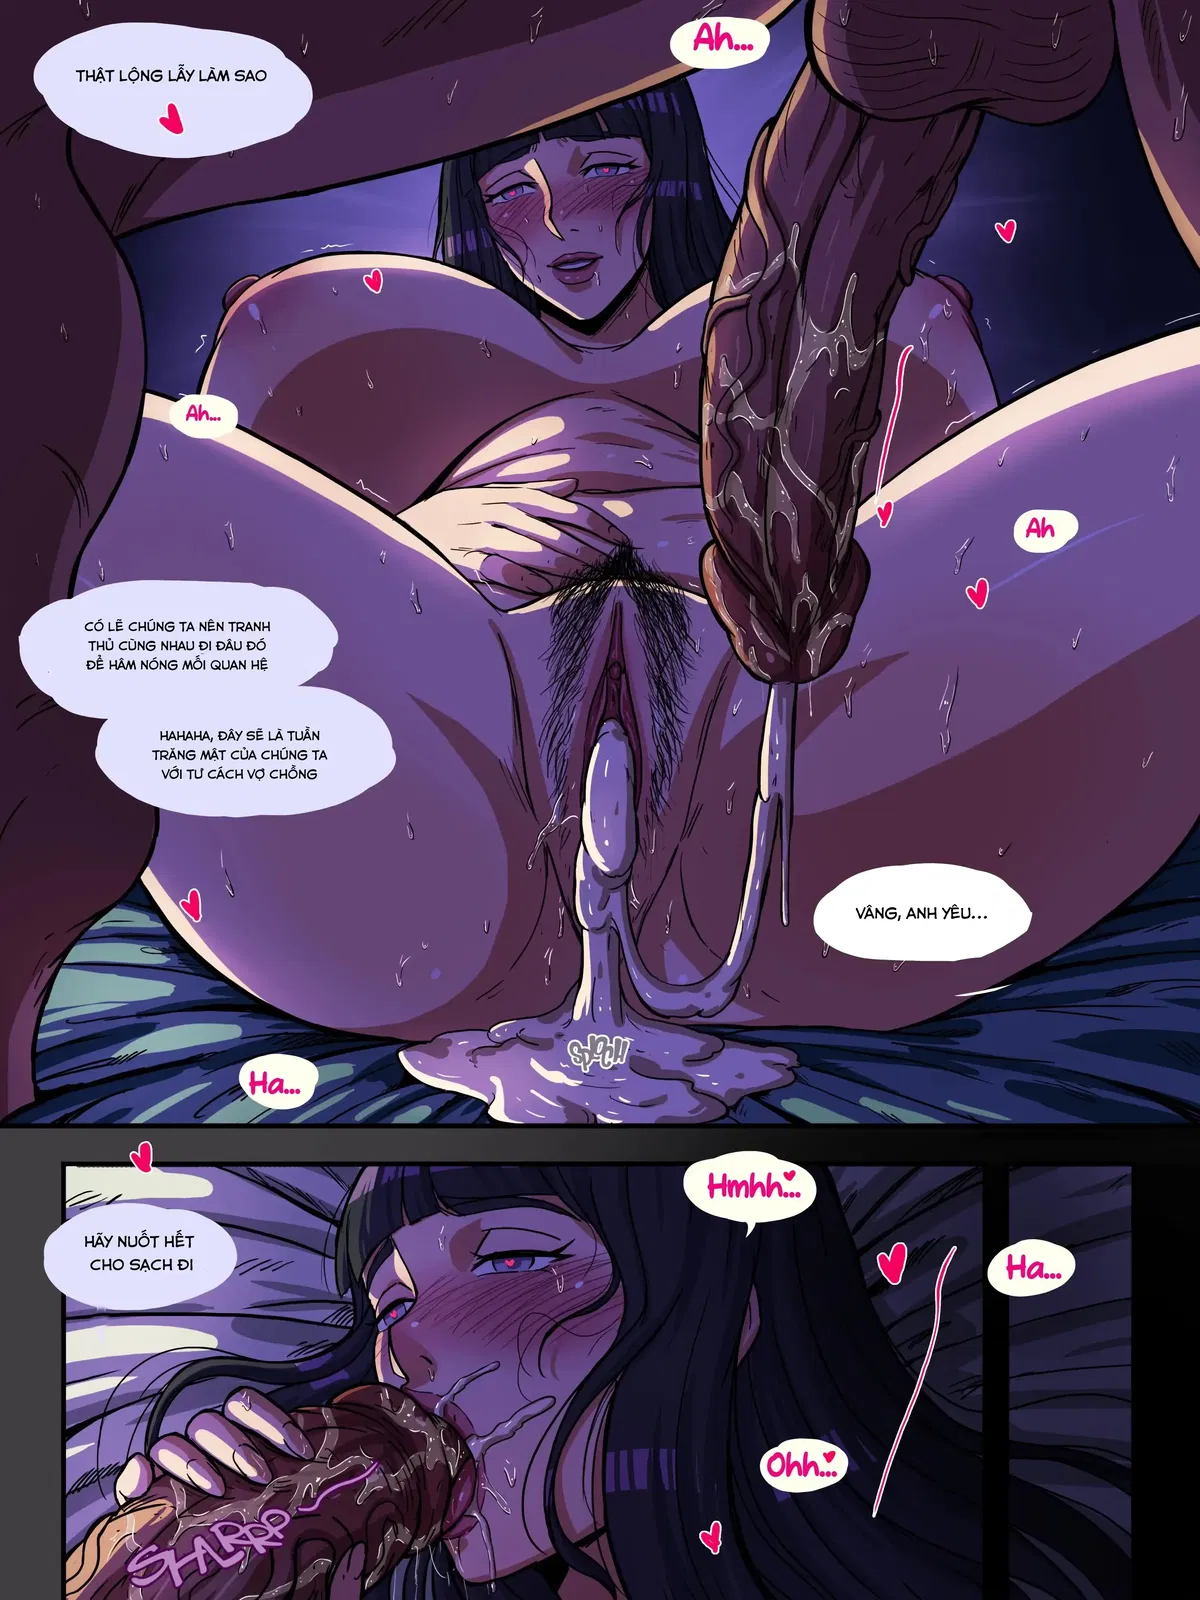 THẬT LỘNG LẪY LÀM SAO
Ah...
Ah...
Ah
CÓ LẼ CHÚNG TA NÊN TRANH
THỦ CÙNG NHAU ĐI ĐÂU ĐÓ
ĐỂ HÂM NÓNG MỐI QUAN HỆ
HAHAHA, ĐÂY SẼ LÀ TUẦN
TRĂNG MẬT CỦA CHÚNG TA
VỚI TƯ CÁCH VỢ CHỒNG
VÂNG, ANH YÊU...
SPLOCH
Ha...
Hmhh...
HÃY NUỐT HẾT
CHO SẠCH ĐI
Ha...
Ohh...
SHLRRP